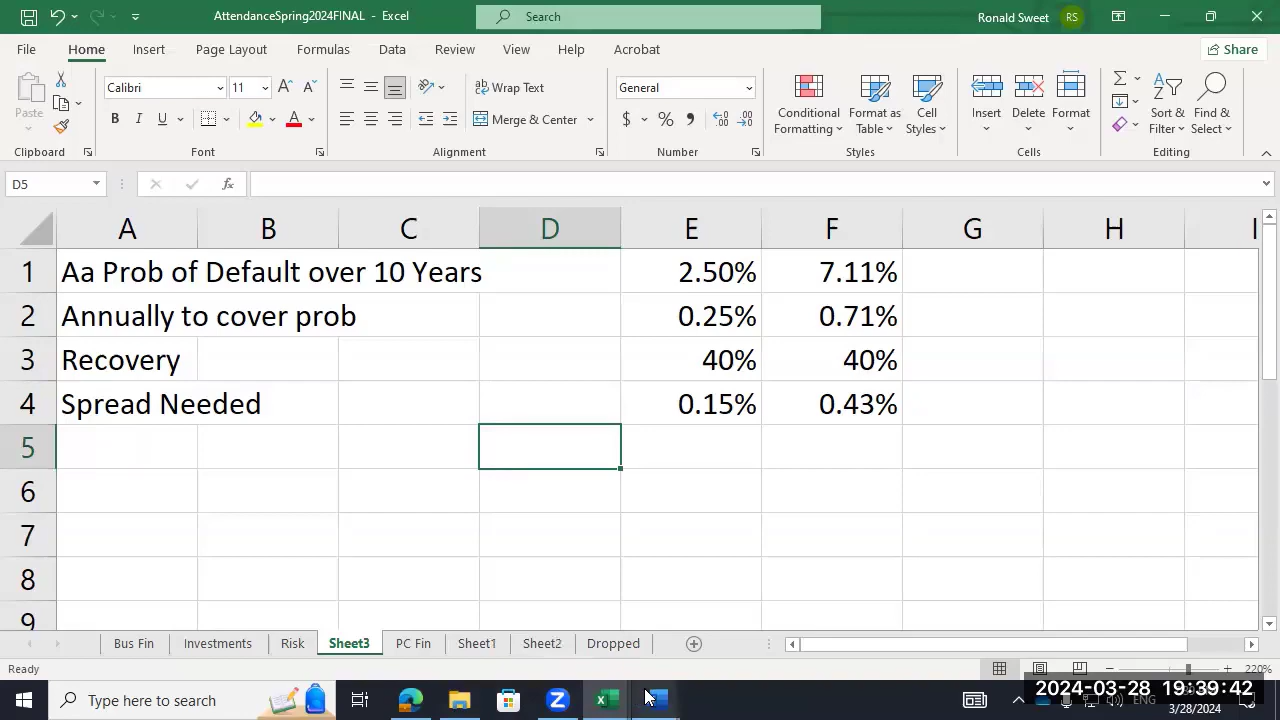 AttendanceSpring2024FINAL - Excel
Search
Ronald Sweet RS
File Home Insert Page Layout Formulas Data Review View Help Acrobat Share
Paste
Calibri 11
Wrap Text
Merge & Center
General
Conditional Formatting
Format as Table
Cell Styles
Insert Delete Format
Sort & Filter
Find & Select
Clipboard Font Alignment Number Styles Cells Editing
D5 fx
A B C D E F G H I
1 Aa Prob of Default over 10 Years 2.50% 7.11%
2 Annually to cover prob 0.25% 0.71%
3 Recovery 40% 40%
4 Spread Needed 0.15% 0.43%
5
6
7
8
9
Bus Fin Investments Risk Sheet3 PC Fin Sheet1 Sheet2 Dropped
Ready 220%
Type here to search
2024-03-28 19:39:42
ENG
3/28/2024